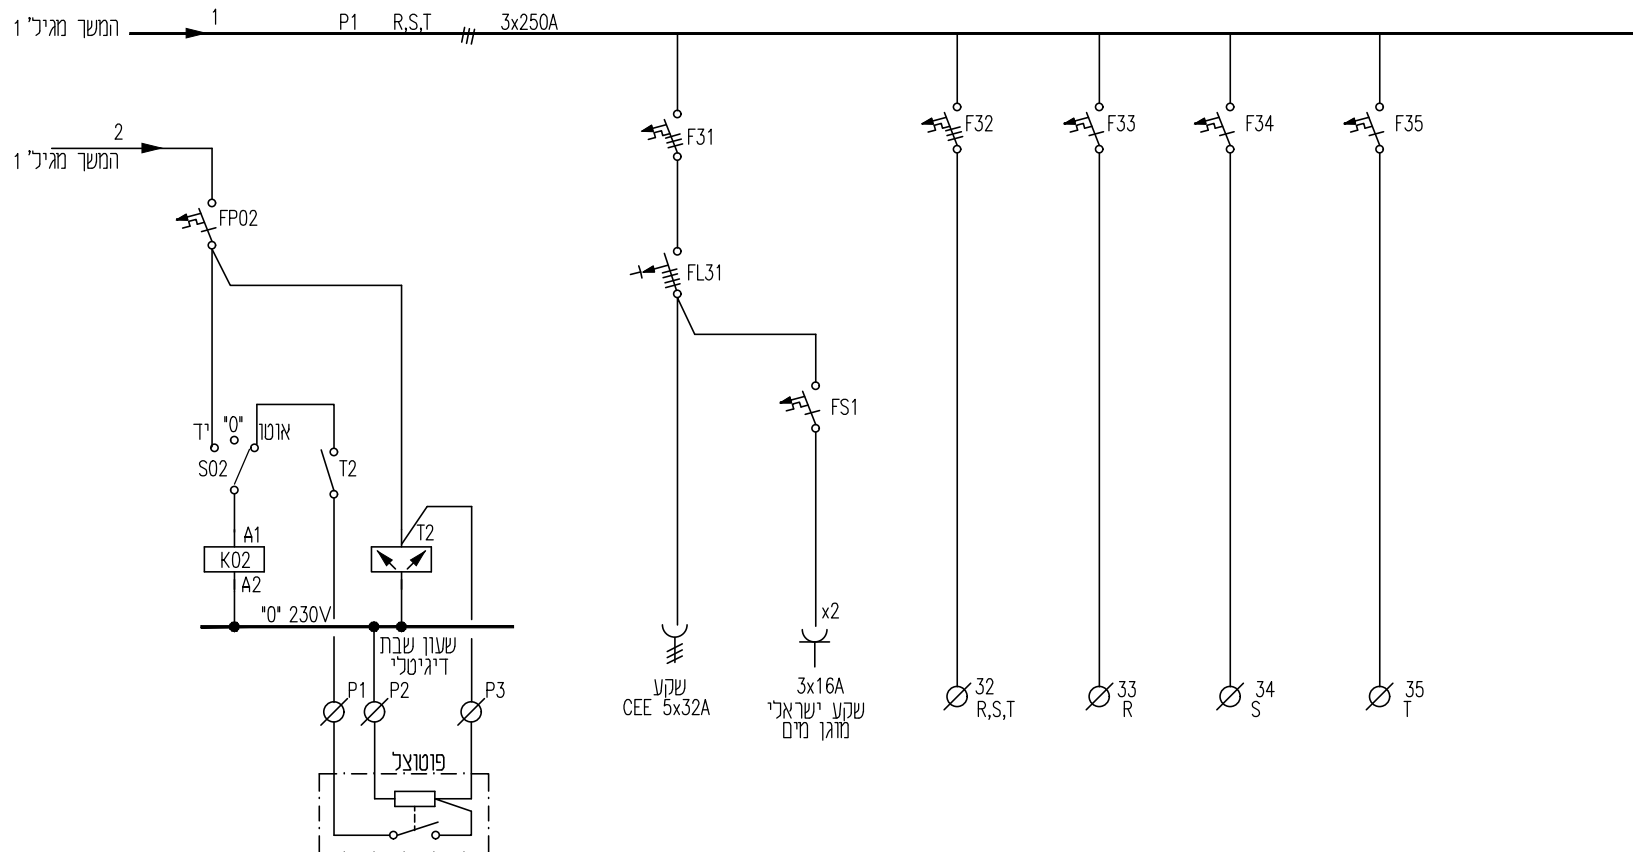 1
P1
R,S,T
3x250A
המשך מגיל' 1
2
המשך מגיל' 1
F31
F32
F33
F34
F35
FP02
FL31
FS1
יד
"0"
אוטו
S02
T2
A1
K02
A2
T2
"0" 230V
שעון שבת
דיגיטלי
x2
P1
P2
P3
שקע
CEE 5x32A
3x16A
שקע ישראלי
מוגן מים
32
R,S,T
33
R
34
S
35
T
פוטוצל